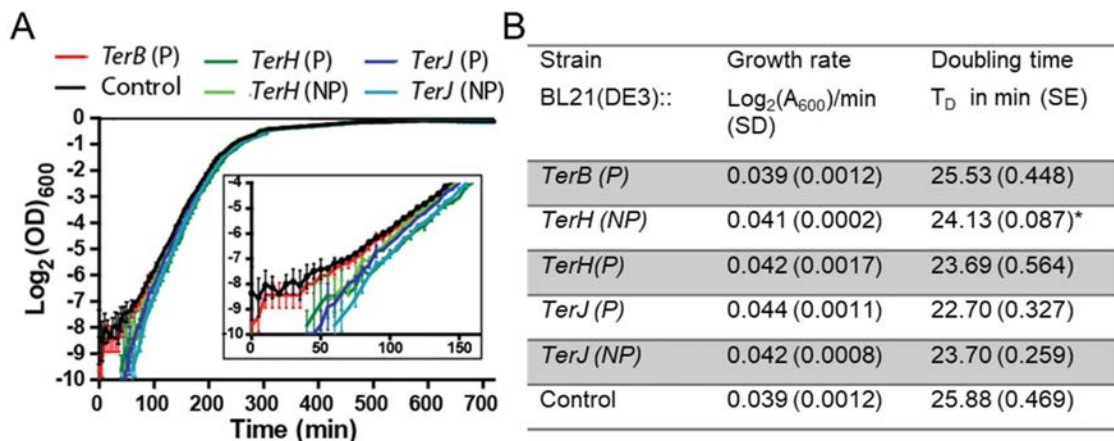 A
TerB (P) TerH (P) TerJ (P)
Control TerH (NP) TerJ (NP)
Log2(OD)600
0
-1
-2
-3
-4
-5
-6
-7
-8
-9
-10
0 100 200 300 400 500 600 700
Time (min)
-4
-5
-6
-7
-8
-9
-10
0 50 100 150
B
Strain Growth rate Doubling time
BL21(DE3):: Log2(A600)/min TD in min (SE)
(SD)
TerB (P) 0.039 (0.0012) 25.53 (0.448)
TerH (NP) 0.041 (0.0002) 24.13 (0.087)*
TerH(P) 0.042 (0.0017) 23.69 (0.564)
TerJ (P) 0.044 (0.0011) 22.70 (0.327)
TerJ (NP) 0.042 (0.0008) 23.70 (0.259)
Control 0.039 (0.0012) 25.88 (0.469)